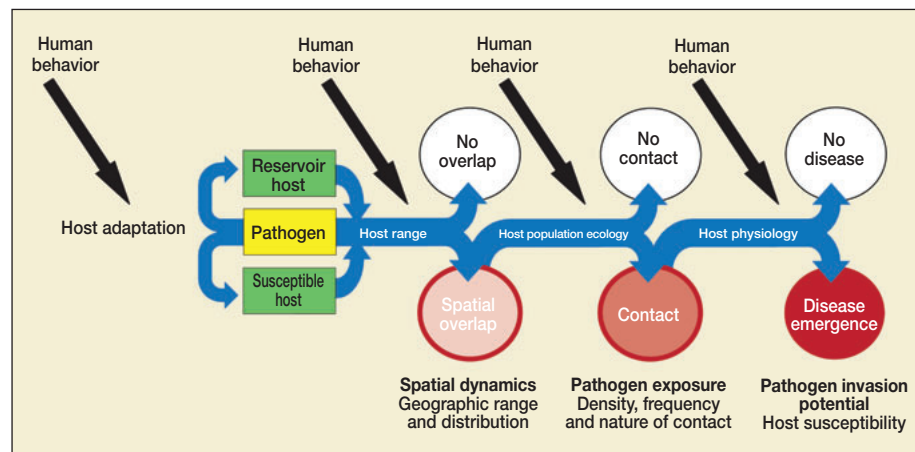 Human
behavior
Human
behavior
Human
behavior
Human
behavior
No
overlap
No
contact
No
disease
Reservoir
host
Host adaptation
Pathogen
Host range
Host population ecology
Host physiology
Susceptible
host
Spatial
overlap
Contact
Disease
emergence
Spatial dynamics
Geographic range
and distribution
Pathogen exposure
Density, frequency
and nature of contact
Pathogen invasion
potential
Host susceptibility